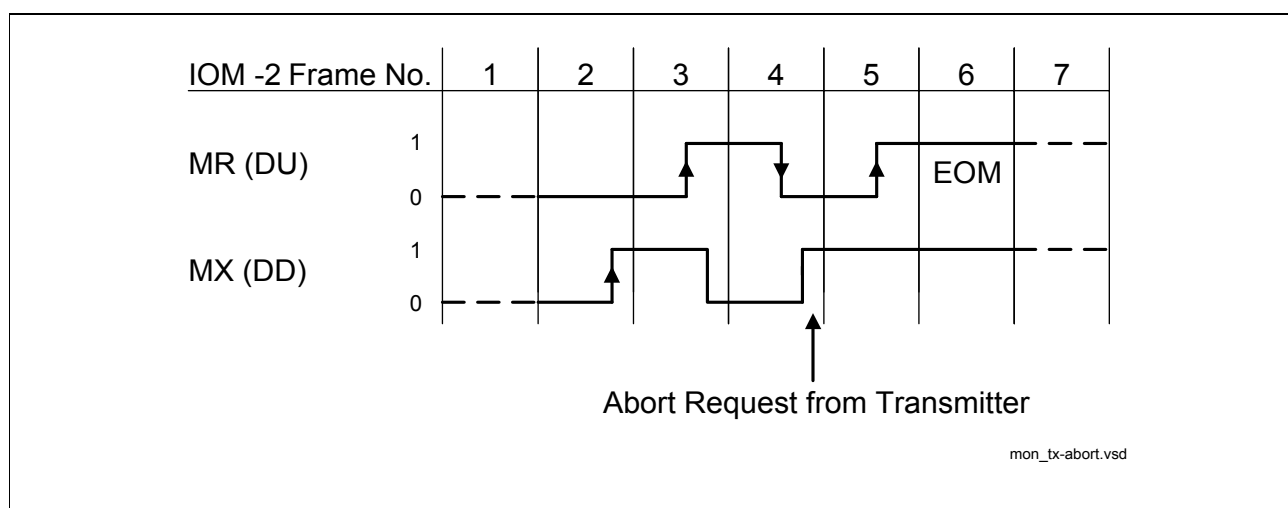 IOM -2 Frame No. 1 2 3 4 5 6 7
1
MR (DU)
EOM
0
1
MX (DD)
0
Abort Request from Transmitter
mon_tx-abort.vsd